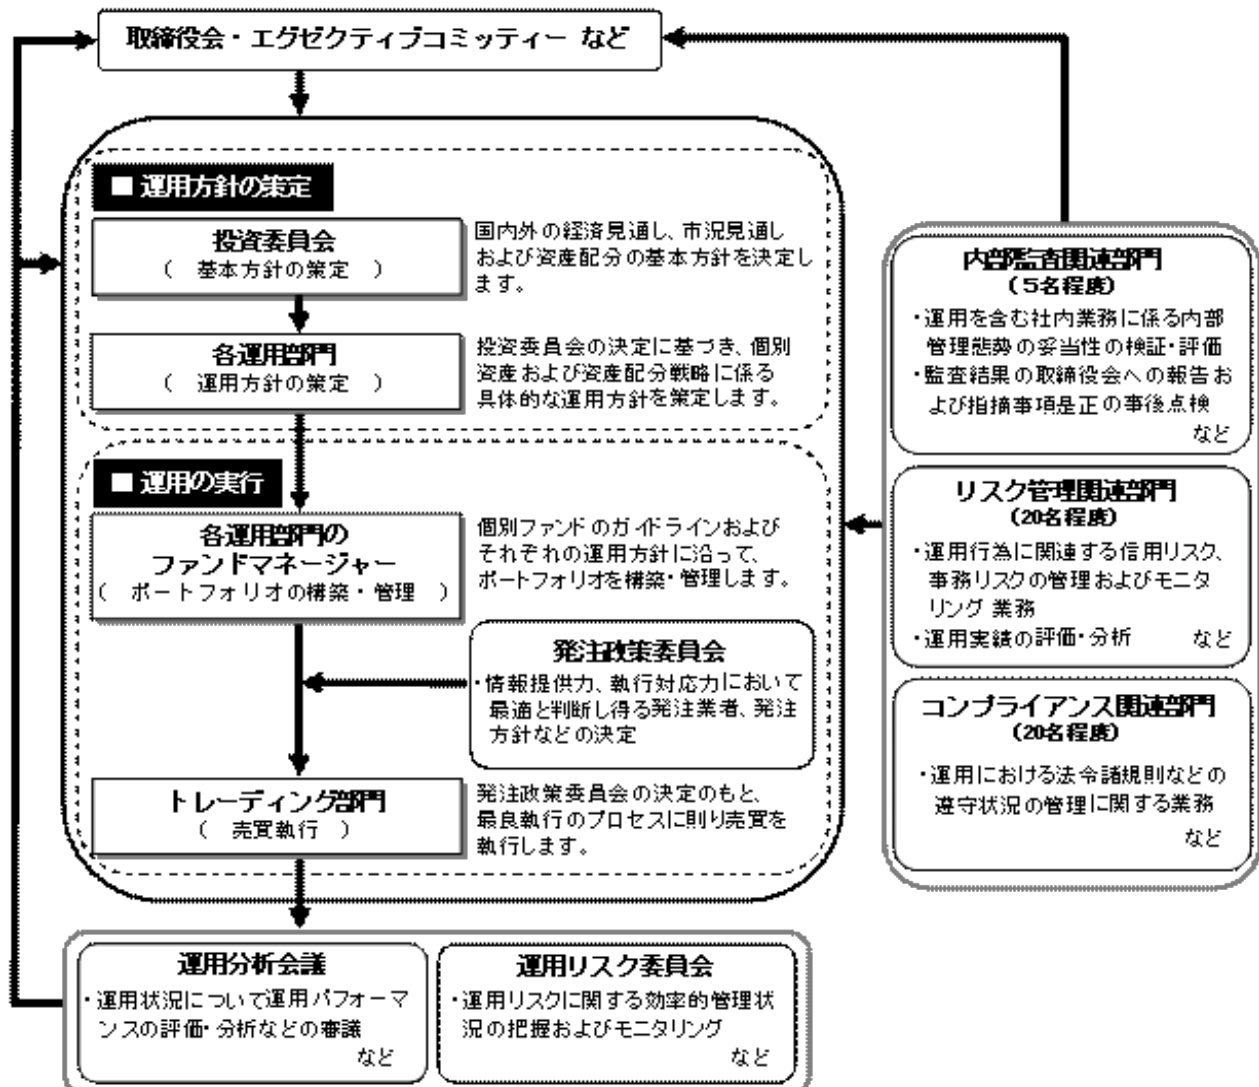 取締役会・エグゼクティブコミッティー など
■ 運用方針の策定
投資委員会
( 基本方針の策定 )
国内外の経済見通し、市況見通し
および資産配分の基本方針を決定し
ます。
各運用部門
( 運用方針の策定 )
投資委員会の決定に基づき、個別
資産および資産配分戦略に係る
具体的な運用方針を策定します。
■ 運用の実行
各運用部門の
ファンドマネージャー
( ポートフォリオの構築・管理 )
個別ファンドのガイドラインおよび
それぞれの運用方針に沿って、
ポートフォリオを構築・管理します。
発注政策委員会
・情報提供力、執行対応力において
最適と判断し得る発注業者、発注
方針などの決定
トレーディング部門
( 売買執行 )
発注政策委員会の決定のもと、
最良執行のプロセスに則り売買を
執行します。
運用分析会議
・運用状況について運用パフォーマ
ンスの評価・分析などの審議
など
運用リスク委員会
・運用リスクに関する効率的管理状
況の把握およびモニタリング
など
内部監査関連部門
(5名程度)
・運用を含む社内業務に係る内部
管理態勢の妥当性の検証・評価
・監査結果の取締役会への報告お
よび指摘事項是正の事後点検
など
リスク管理関連部門
(20名程度)
・運用行為に関連する信用リスク、
事務リスクの管理およびモニタ
リング 業務
・運用実績の評価・分析 など
コンプライアンス関連部門
(20名程度)
・運用における法令諸規則などの
遵守状況の管理に関する業務
など